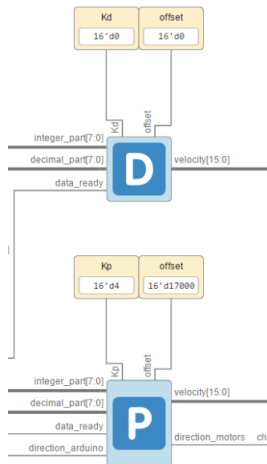 Kd offset
16'd0 16'd0
Kd offset
integer_part[7:0]
decimal_part[7:0] velocity[15:0]
D
data_ready
Kp offset
16'd4 16'd17000
Kp offset
integer_part[7:0]
decimal_part[7:0] velocity[15:0]
P
data_ready
direction_motors ch
direction_arduino